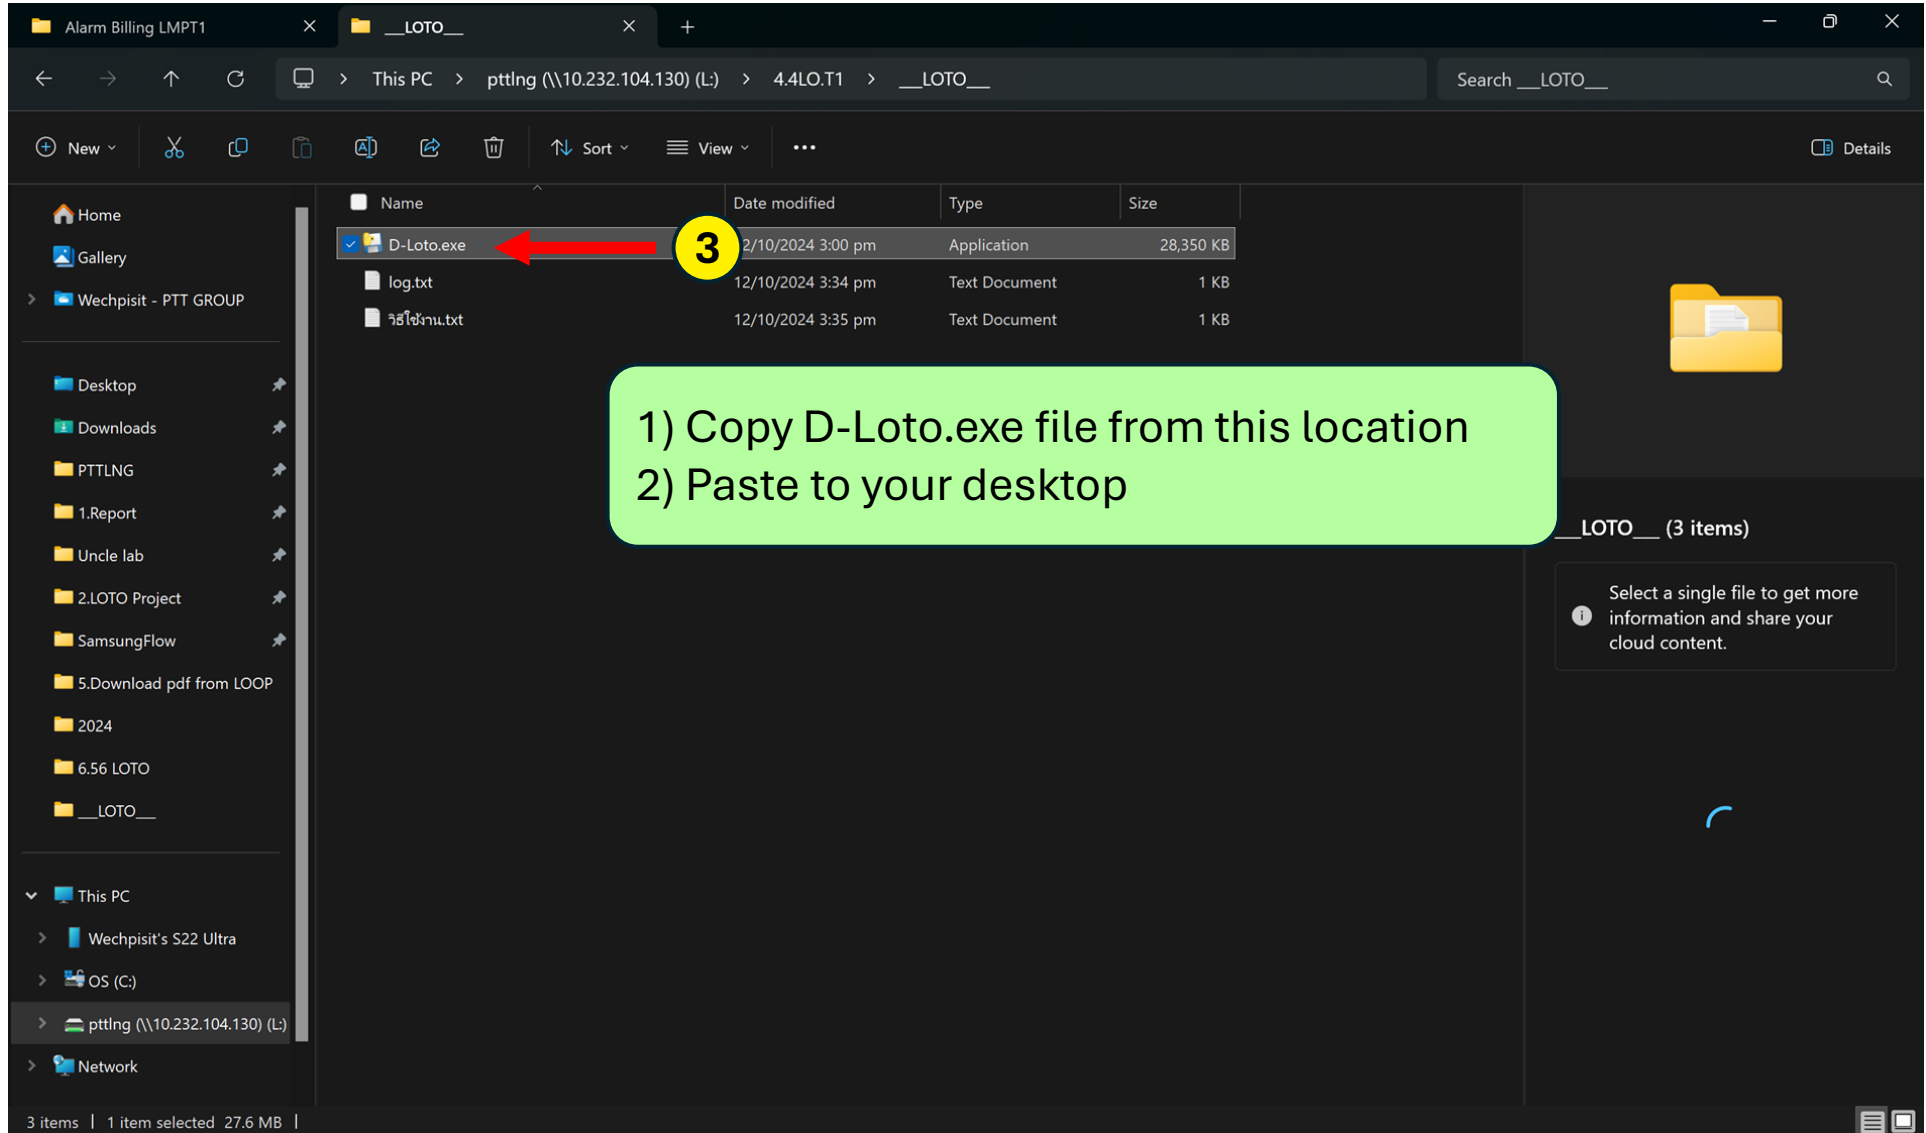 Alarm Billing LMPT1
__LOTO__
This PC > pttlng (\\10.232.104.130) (L:) > 4.4LO.T1 > __LOTO__
Search __LOTO__
New
Sort
View
Details
Home
Gallery
Wechpisit - PTT GROUP
Desktop
Downloads
PTTLNG
1.Report
Uncle lab
2.LOTO Project
SamsungFlow
5.Download pdf from LOOP
2024
6.56 LOTO
__LOTO__
This PC
Wechpisit's S22 Ultra
OS (C:)
pttlng (\\10.232.104.130) (L:)
Network
Name Date modified Type Size
D-Loto.exe 3 2/10/2024 3:00 pm Application 28,350 KB
log.txt 12/10/2024 3:34 pm Text Document 1 KB
วิธีใช้งาน.txt 12/10/2024 3:35 pm Text Document 1 KB
1) Copy D-Loto.exe file from this location
2) Paste to your desktop
__LOTO__ (3 items)
Select a single file to get more
information and share your
cloud content.
3 items | 1 item selected 27.6 MB |